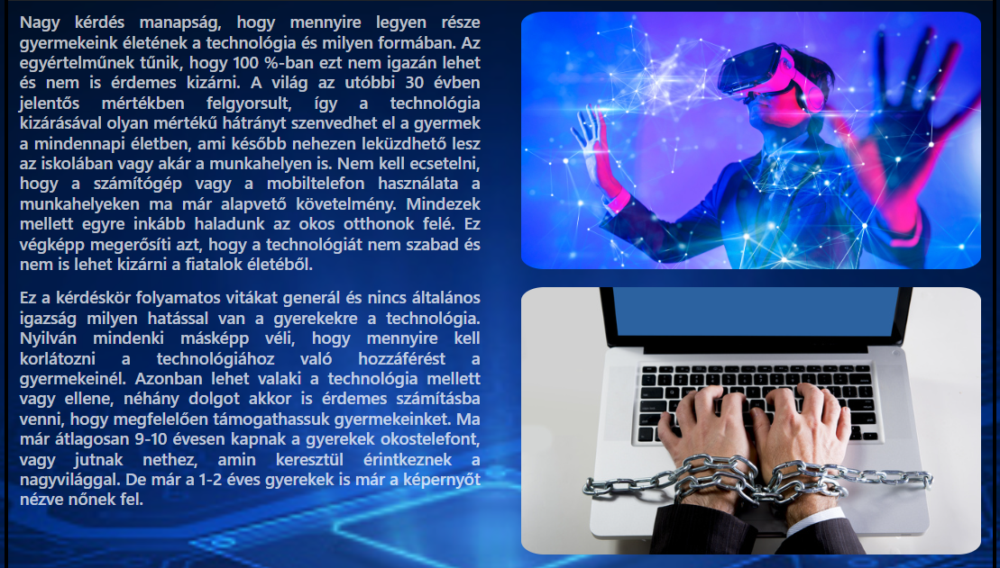 Nagy kérdés manapság, hogy mennyire legyen része
gyermekeink életének a technológia és milyen formában. Az
egyértelműnek tűnik, hogy 100 %-ban ezt nem igazán lehet
és nem is érdemes kizárni. A világ az utóbbi 30 évben
jelentős mértékben felgyorsult, így a technológia
kizárásával olyan mértékű hátrányt szenvedhet el a gyermek
a mindennapi életben, ami később nehezen leküzdhető lesz
az iskolában vagy akár a munkahelyen is. Nem kell ecsetelni,
hogy a számítógép vagy a mobiltelefon használata a
munkahelyeken ma már alapvető követelmény. Mindezek
mellett egyre inkább haladunk az okos otthonok felé. Ez
végképp megerősíti azt, hogy a technológiát nem szabad és
nem is lehet kizárni a fiatalok életéből.
Ez a kérdéskör folyamatos vitákat generál és nincs általános
igazság milyen hatással van a gyerekekre a technológia.
Nyilván mindenki másképp véli, hogy mennyire kell
korlátozni a technológiához való hozzáférést a
gyermekeinél. Azonban lehet valaki a technológia mellett
vagy ellene, néhány dolgot akkor is érdemes számításba
venni, hogy megfelelően támogathassuk gyermekeinket. Ma
már átlagosan 9-10 évesen kapnak a gyerekek okostelefont,
vagy jutnak nethez, amin keresztül érintkeznek a
nagyvilággal. De már a 1-2 éves gyerekek is már a képernyőt
nézve nőnek fel.